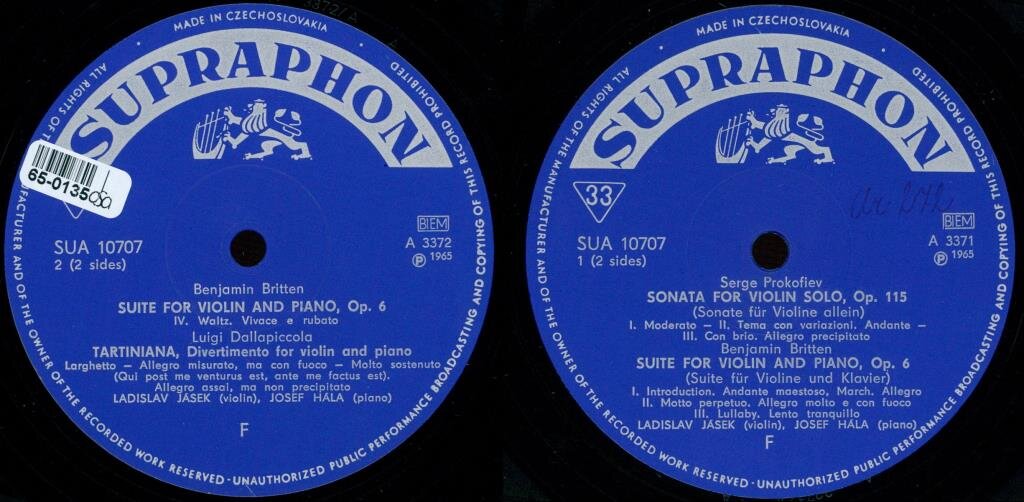 3372/A
MADE IN CZECHOSLOVAKIA
ALL RIGHTS OF THE
UFACTURER AND OF THE OWNER OF THE RECORDED WORK RESERVED · UNAUTHORIZED PUBLIC PERFORMANCE BROADCASTING AND COPYING OF THIS RECORD PROHIBITED
SUPRAPHON
65-0135
SUA 10707
2 (2 sides)
BIEM
A 3372
Ⓟ 1965
Benjamin Britten
SUITE FOR VIOLIN AND PIANO, Op. 6
IV. Waltz. Vivace e rubato
Luigi Dallapiccola
TARTINIANA, Divertimento for violin and piano
Larghetto – Allegro misurato, ma con fuoco – Molto sostenuto
(Qui post me venturus est, ante me factus est).
Allegro assai, ma non precipitato
LADISLAV JÁSEK (violin), JOSEF HÁLA (piano)
F
MADE IN CZECHOSLOVAKIA
ALL RIGHTS OF THE MANUFACTURER AND OF THE OWNER OF THE RECORDED WORK RESERVED · UNAUTHORIZED PUBLIC PERFORMANCE BROADCASTING AND COPYING OF THIS RECORD PROHIBITED
SUPRAPHON
33
SUA 10707
1 (2 sides)
BIEM
A 3371
Ⓟ 1965
Serge Prokofiev
SONATA FOR VIOLIN SOLO, Op. 115
(Sonate für Violine allein)
I. Moderato – II. Tema con variazioni. Andante –
III. Con brio. Allegro precipitato
Benjamin Britten
SUITE FOR VIOLIN AND PIANO, Op. 6
(Suite für Violine und Klavier)
I. Introduction. Andante maestoso, March. Allegro
II. Motto perpetuo. Allegro molto e con fuoco
III. Lullaby. Lento tranquillo
LADISLAV JÁSEK (violin), JOSEF HÁLA (piano)
F